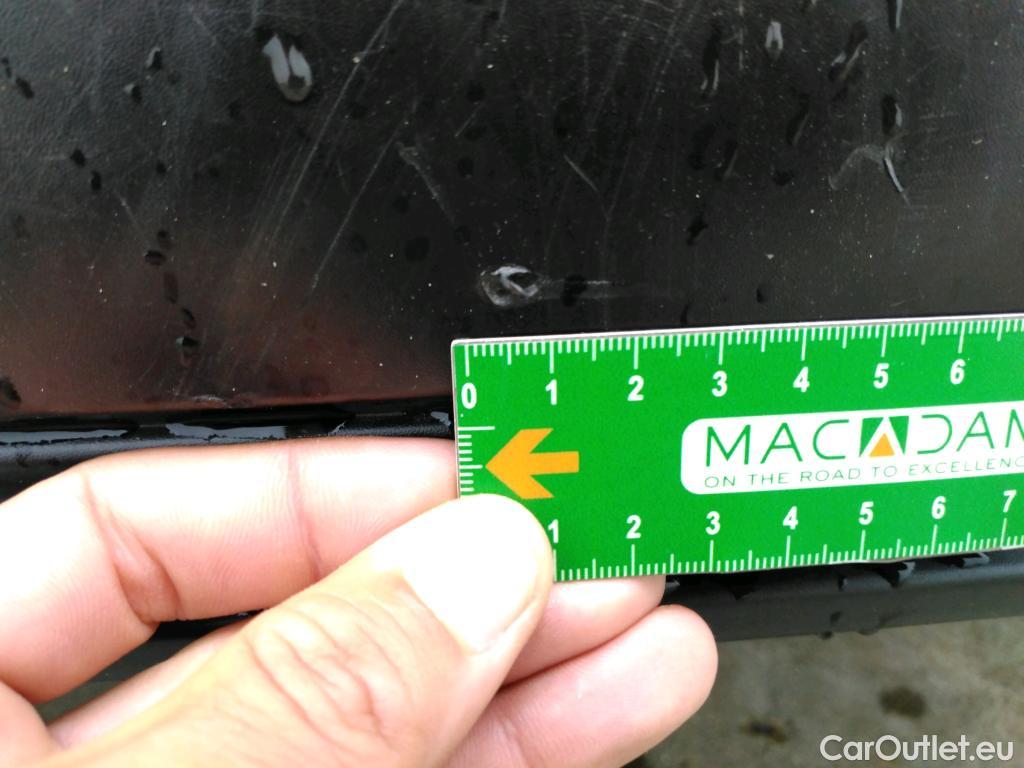 0 1 2 3 4 5 6
MACADAM
ON THE ROAD TO EXCELLENC
1 2 3 4 5 6 7
CarOutlet.eu